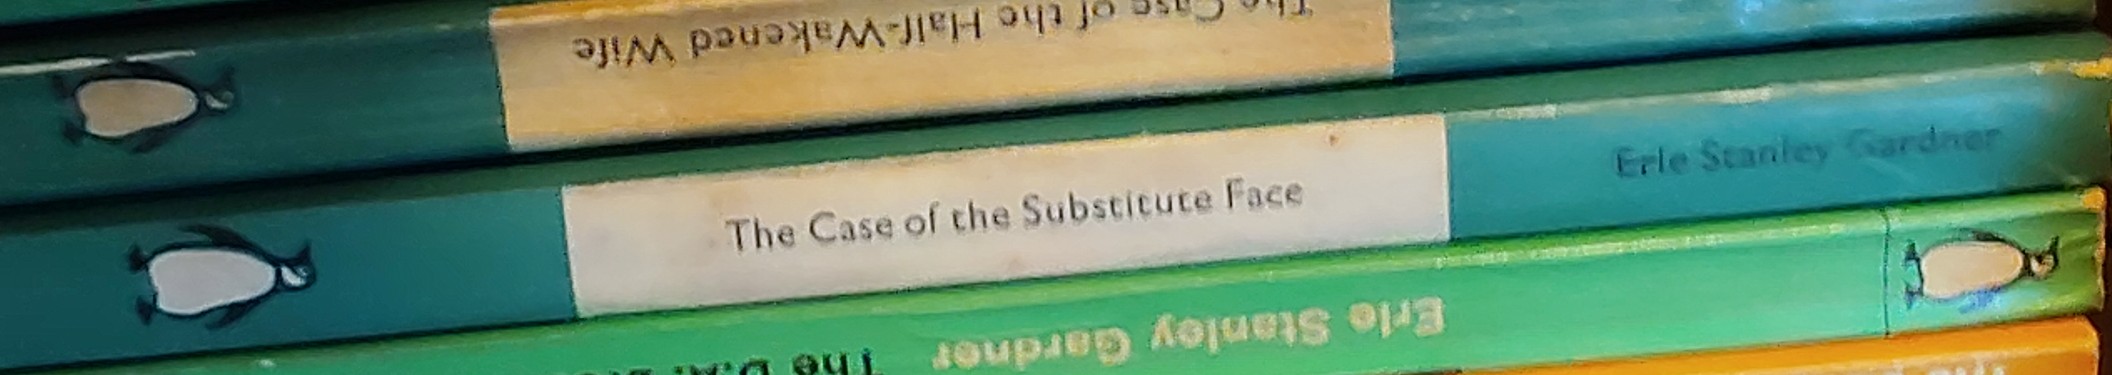 The Case of the Half-Wakened Wife
The Case of the Substitute Face
Erle Stanley Gardner
Erle Stanley Gardner
The D.A.